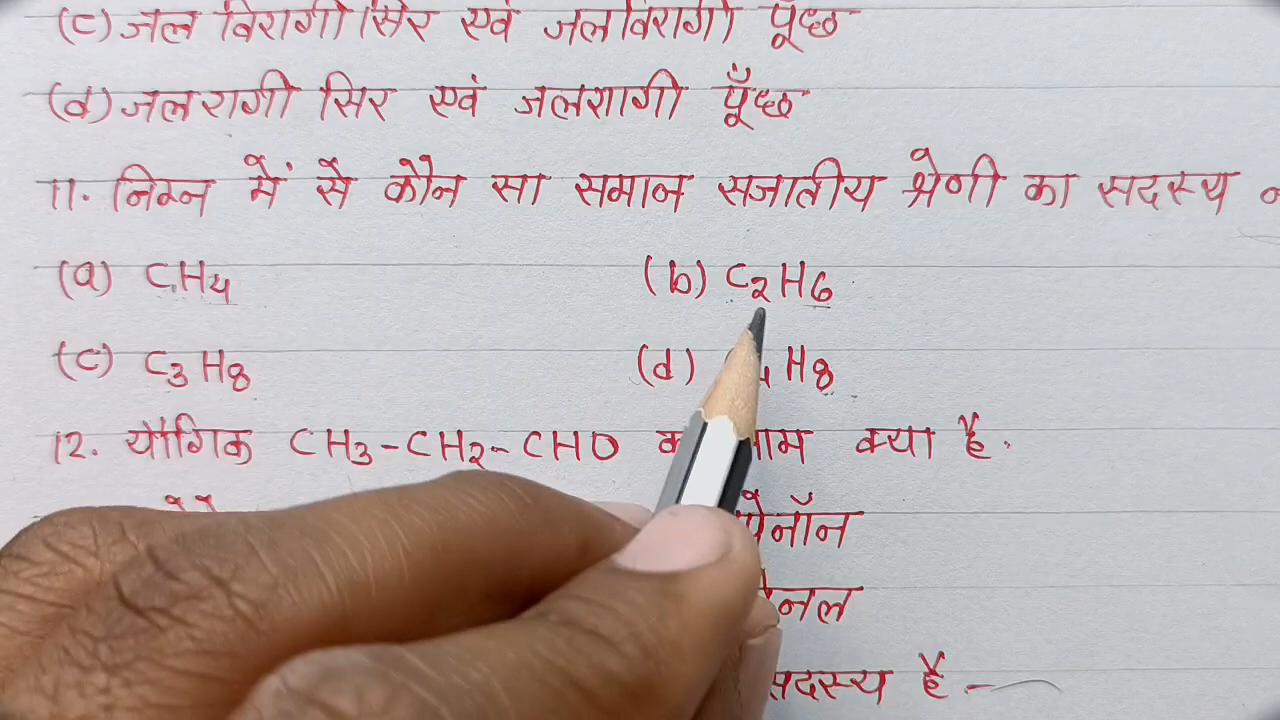 (c) जल विरागी सिर एवं जलविरागी पूँछ
(d) जलरागी सिर एवं जलरागी पूँछ
11. निम्न में से कौन सा समान सजातीय श्रेणी का सदस्य
(a) CH4 (b) C2H6
(c) C3H8 (d) H8
12. यौगिक CH3-CH2-CHO नाम क्या है.
सदस्य है -